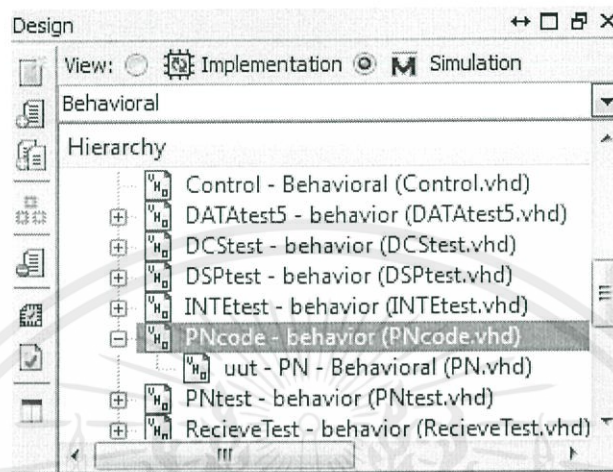 Design
View: Implementation Simulation
Behavioral
Hierarchy
Control - Behavioral (Control.vhd)
DATAtest5 - behavior (DATAtest5.vhd)
DCStest - behavior (DCStest.vhd)
DSPtest - behavior (DSPtest.vhd)
INTEtest - behavior (INTEtest.vhd)
PNcode - behavior (PNcode.vhd)
uut - PN - Behavioral (PN.vhd)
PNtest - behavior (PNtest.vhd)
RecieveTest - behavior (RecieveTest.vhd)